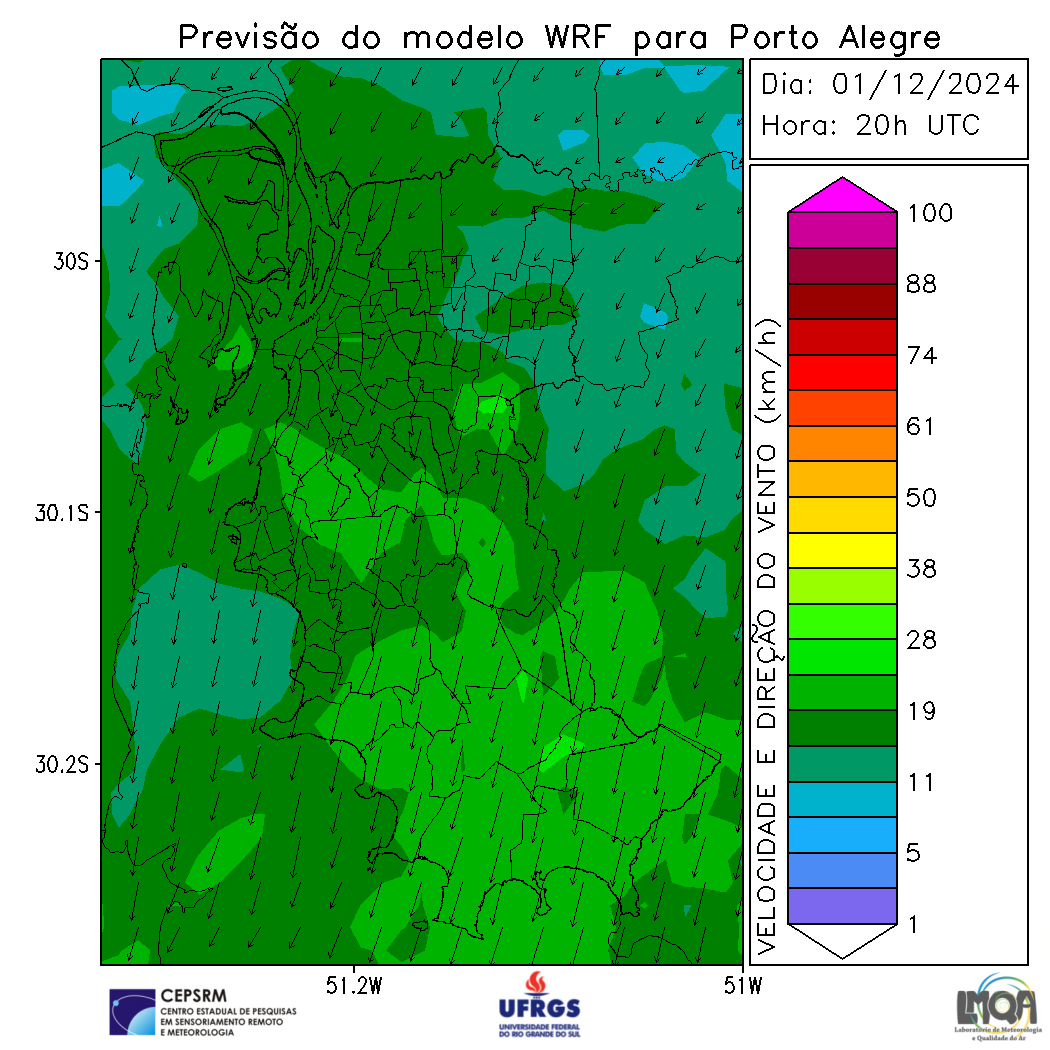 Previsão do modelo WRF para Porto Alegre
Dia: 01/12/2024
Hora: 20h UTC
30S
30.1S
30.2S
51.2W
51W
VELOCIDADE E DIREÇÃO DO VENTO (km/h)
100
88
74
61
50
38
28
19
11
5
1
CEPSRM
CENTRO ESTADUAL DE PESQUISAS
EM SENSORIAMENTO REMOTO
E METEOROLOGIA
UFRGS
UNIVERSIDADE FEDERAL
DO RIO GRANDE DO SUL
LMQA
Laboratório de Meteorologia
e Qualidade do Ar